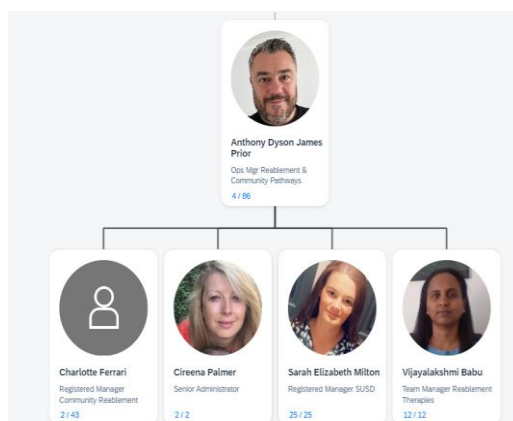 Anthony Dyson James
Prior
Ops Mgr Reablement &
Community Pathways
4 / 86
Charlotte Ferrari
Registered Manager
Community Reablement
2 / 43
Cireena Palmer
Senior Administrator
2 / 2
Sarah Elizabeth Milton
Registered Manager SUSD
25 / 25
Vijayalakshmi Babu
Team Manager Reablement
Therapies
12 / 12